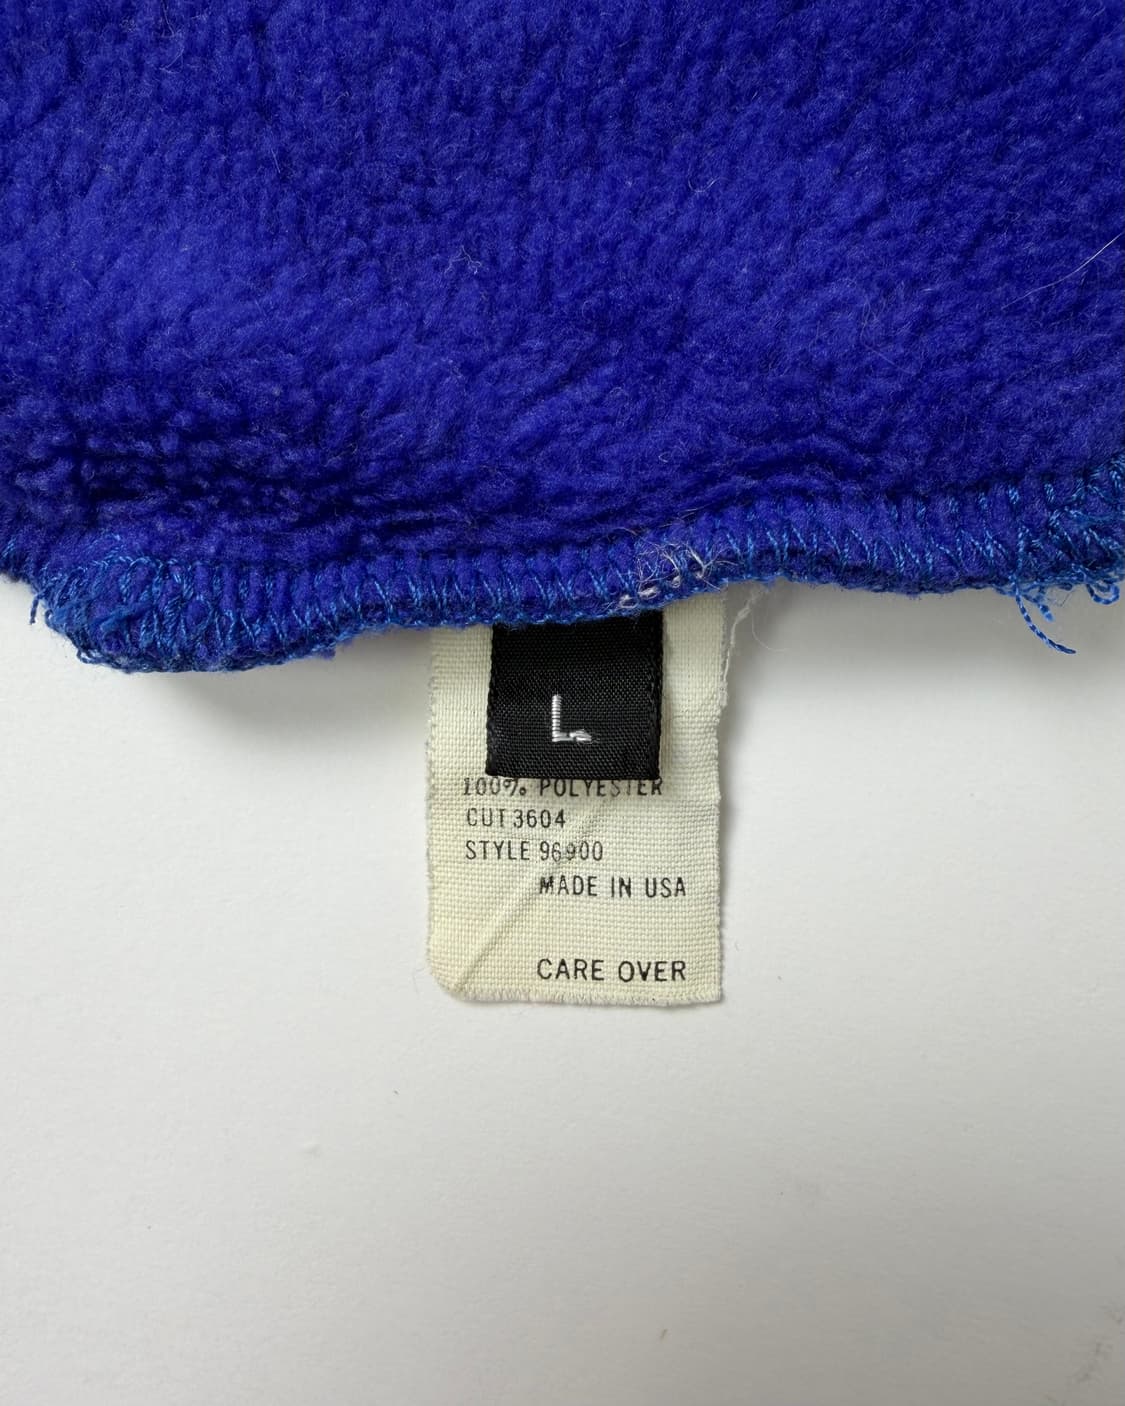 L
100% POLYESTER
CUT 3604
STYLE 96900
MADE IN USA
CARE OVER